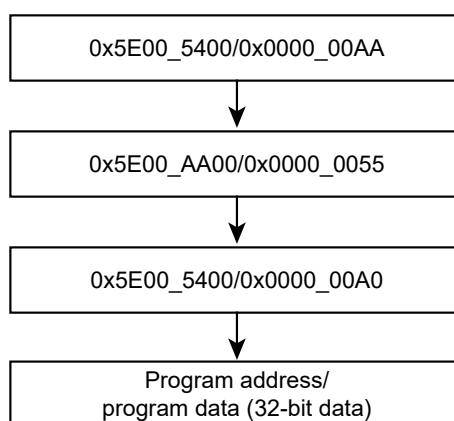 0x5E00_5400/0x0000_00AA
0x5E00_AA00/0x0000_0055
0x5E00_5400/0x0000_00A0
Program address/
program data (32-bit data)